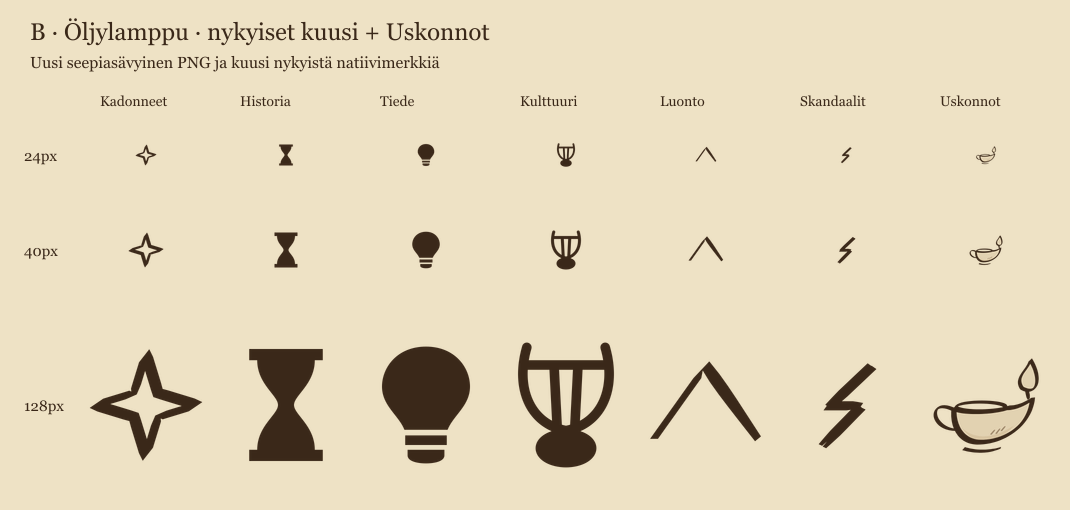 B · Öljylamppu · nykyiset kuusi + Uskonnot
Uusi seepiasävyinen PNG ja kuusi nykyistä natiivimerkkiä
Kadonneet Historia Tiede Kulttuuri Luonto Skandaalit Uskonnot
24px
40px
128px